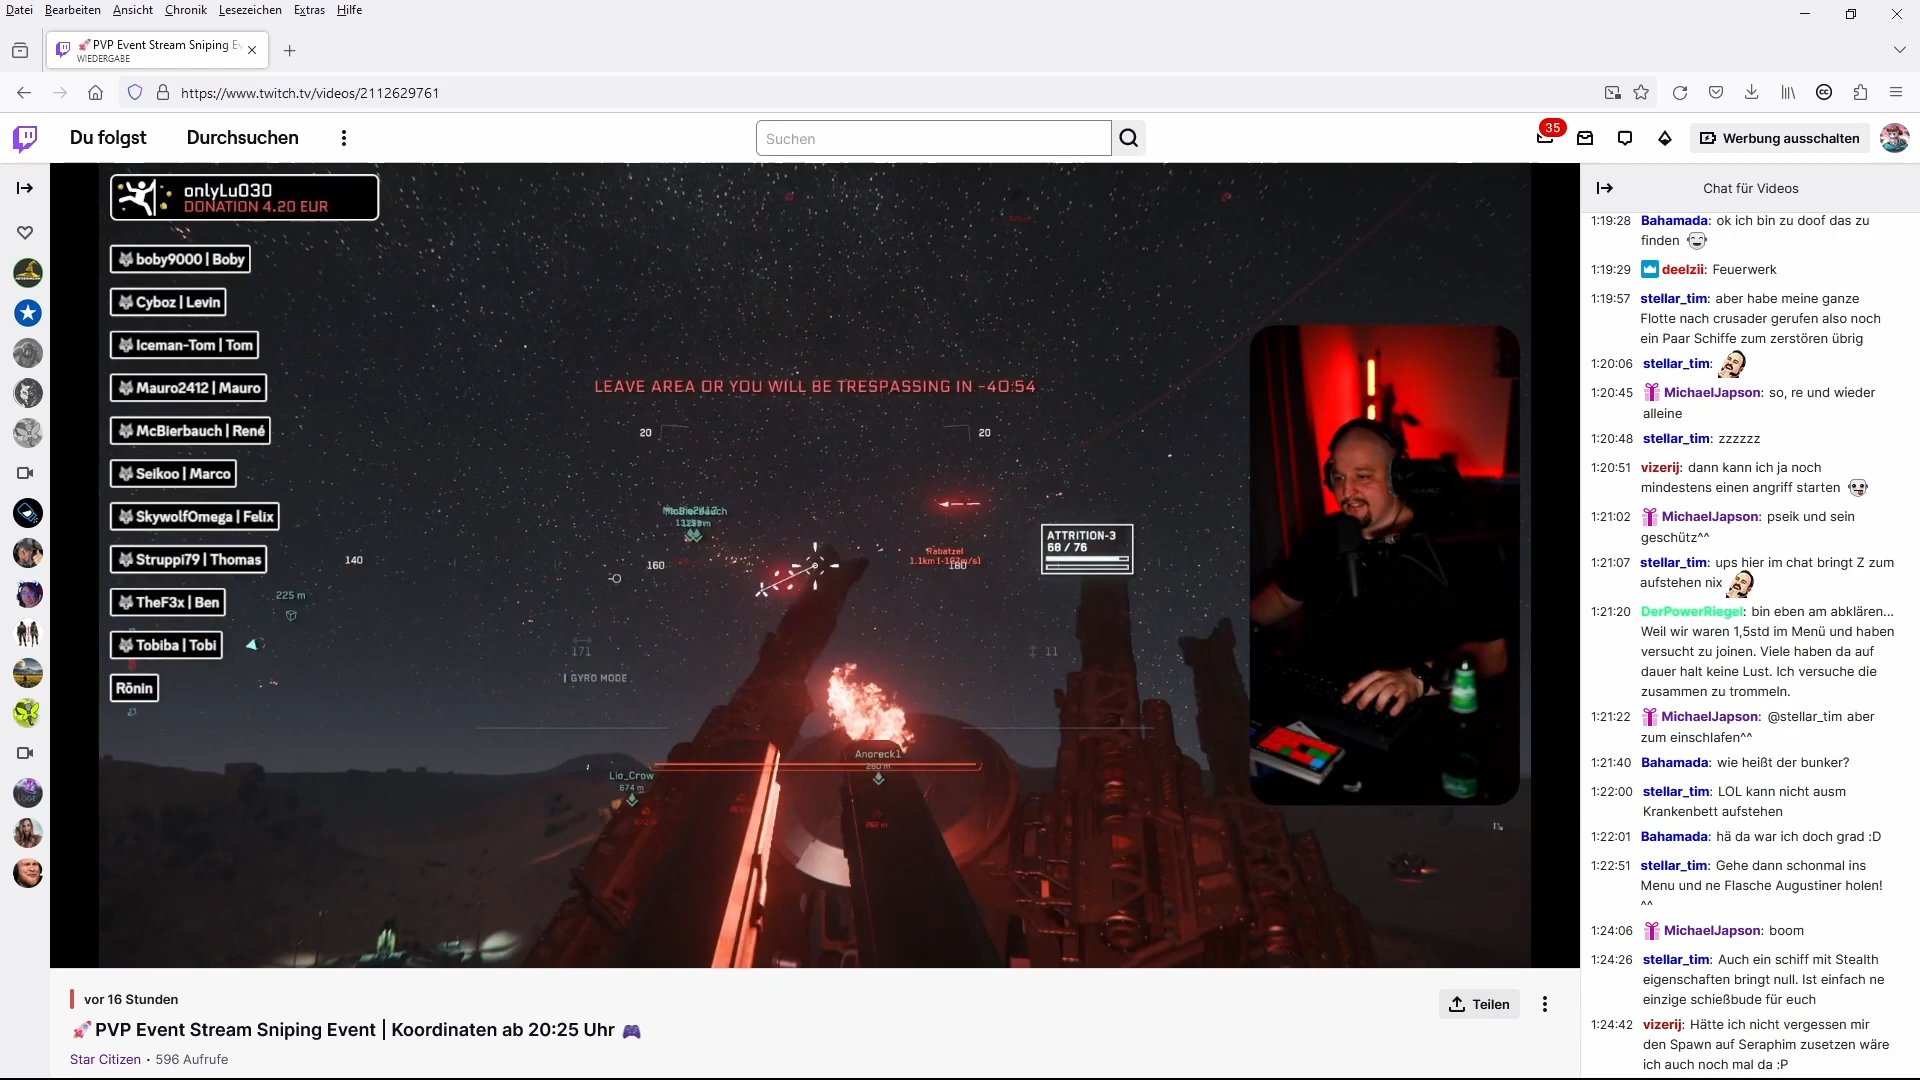 Datei Bearbeiten Ansicht Chronik Lesezeichen Extras Hilfe
PVP Event Stream Sniping Ev
WIEDERGABE
https://www.twitch.tv/videos/2112629761
Du folgst Durchsuchen
Suchen
35
Werbung ausschalten
onlyLu030
DONATION 4.20 EUR
boby9000 | Boby
Cyboz | Levin
Iceman-Tom | Tom
Mauro2412 | Mauro
McBierbauch | René
Seikoo | Marco
SkywolfOmega | Felix
Struppi79 | Thomas
TheF3x | Ben
Tobiba | Tobi
Rōnin
LEAVE AREA OR YOU WILL BE TRESPASSING IN -40:54
20 20
ATTRITION-3
68 / 76
Rabatzel
140 160 160
225 m
171 11
GYRO MODE
Anoreck1
260 m
Lio_Crow
674 m
672 m
262 m
vor 16 Stunden
Teilen
PVP Event Stream Sniping Event | Koordinaten ab 20:25 Uhr
Star Citizen • 596 Aufrufe
Chat für Videos
1:19:28 Bahamada: ok ich bin zu doof das zu
finden
1:19:29 deelzii: Feuerwerk
1:19:57 stellar_tim: aber habe meine ganze
Flotte nach crusader gerufen also noch
ein Paar Schiffe zum zerstören übrig
1:20:06 stellar_tim:
1:20:45 MichaelJapson: so, re und wieder
alleine
1:20:48 stellar_tim: zzzzzz
1:20:51 vizerij: dann kann ich ja noch
mindestens einen angriff starten
1:21:02 MichaelJapson: pseik und sein
geschütz^^
1:21:07 stellar_tim: ups hier im chat bringt Z zum
aufstehen nix
1:21:20 DerPowerRiegel: bin eben am abklären...
Weil wir waren 1,5std im Menü und haben
versucht zu joinen. Viele haben da auf
dauer halt keine Lust. Ich versuche die
zusammen zu trommeln.
1:21:22 MichaelJapson: @stellar_tim aber
zum einschlafen^^
1:21:40 Bahamada: wie heißt der bunker?
1:22:00 stellar_tim: LOL kann nicht ausm
Krankenbett aufstehen
1:22:01 Bahamada: hä da war ich doch grad :D
1:22:51 stellar_tim: Gehe dann schonmal ins
Menu und ne Flasche Augustiner holen!
^^
1:24:06 MichaelJapson: boom
1:24:26 stellar_tim: Auch ein schiff mit Stealth
eigenschaften bringt null. Ist einfach ne
einzige schießbude für euch
1:24:42 vizerij: Hätte ich nicht vergessen mir
den Spawn auf Seraphim zusetzen wäre
ich auch noch mal da :P